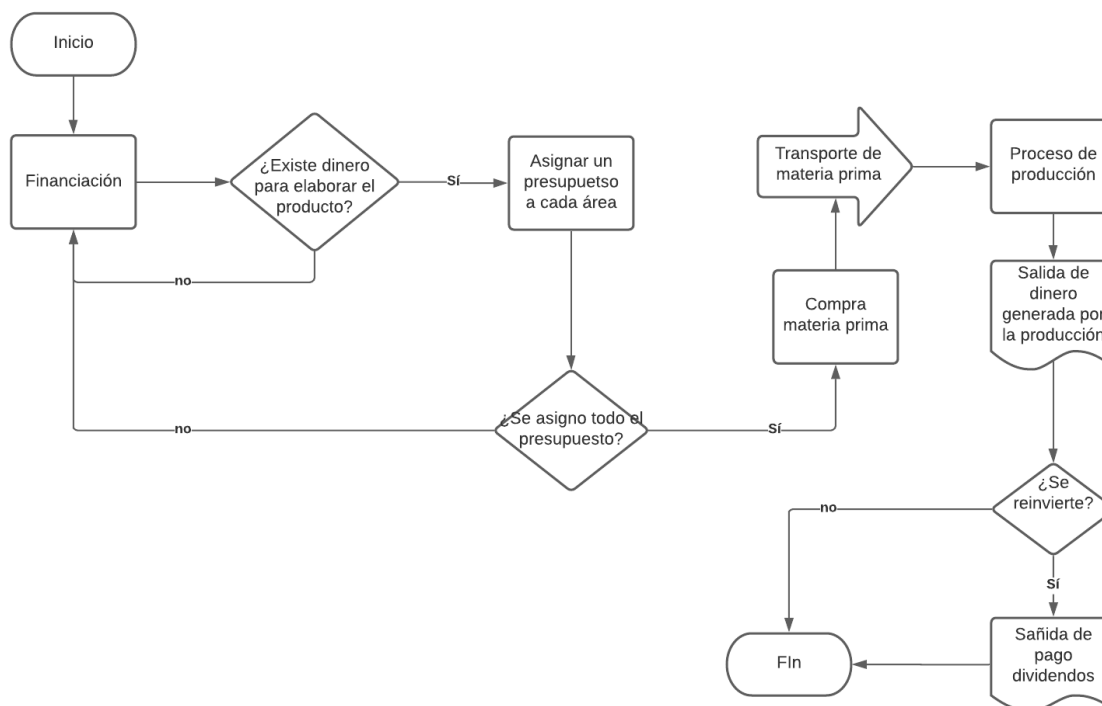 Inicio
Financiación
¿Existe dinero
para elaborar el
producto?
Sí
no
Asignar un
presupuetso
a cada área
¿Se asigno todo el
presupuesto?
no
Sí
Compra
materia prima
Transporte de
materia prima
Proceso de
producción
Salida de
dinero
generada por
la producción
¿Se
reinvierte?
no
Sí
Sañida de
pago
dividendos
FIn